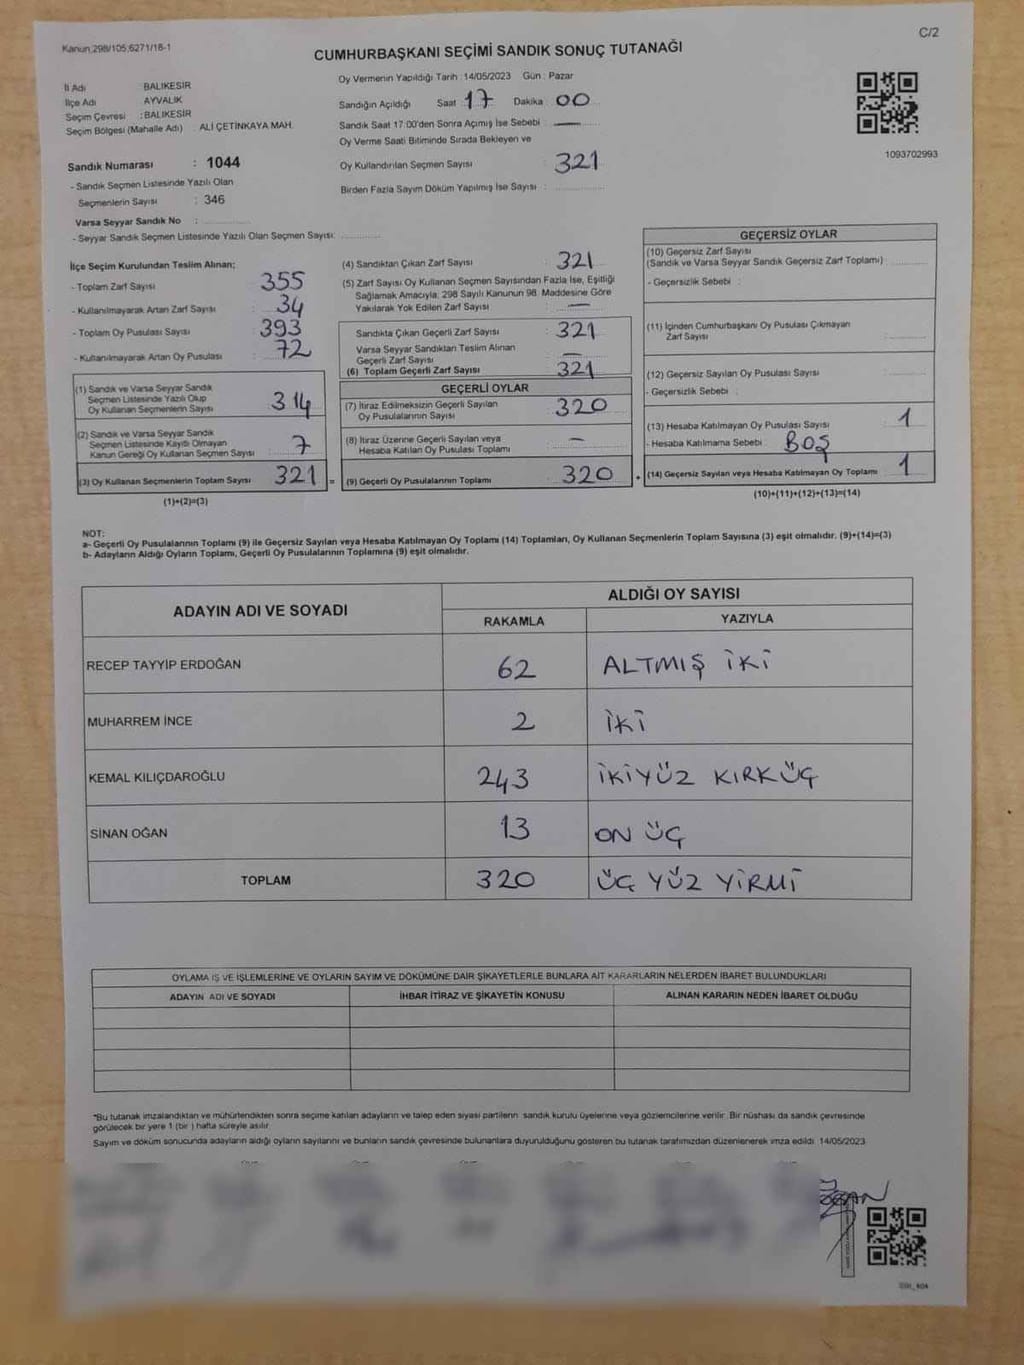 Kanun,298/105;6271/18-1
C/2
CUMHURBAŞKANI SEÇİMİ SANDIK SONUÇ TUTANAĞI
İl Adı BALIKESİR
İlçe Adı AYVALIK
Seçim Çevresi :BALIKESİR
Seçim Bölgesi (Mahalle Adı) ALİ ÇETİNKAYA MAH.
Oy Vermenin Yapıldığı Tarih :14/05/2023 Gün : Pazar
Sandığın Açıldığı Saat 17 Dakika 00
Sandık Saat 17:00'den Sonra Açımış İse Sebebi : —
Oy Verme Saati Bitiminde Sırada Bekleyen ve
Oy Kullandırılan Seçmen Sayısı : 321
Birden Fazla Sayım Döküm Yapılmış İse Sayısı :
1093702993
Sandık Numarası : 1044
- Sandık Seçmen Listesinde Yazılı Olan
Seçmenlerin Sayısı : 346
Varsa Seyyar Sandık No :
- Seyyar Sandık Seçmen Listesinde Yazılı Olan Seçmen Sayısı:
İlçe Seçim Kurulundan Teslim Alınan;
- Toplam Zarf Sayısı : 355
- Kullanılmayarak Artan Zarf Sayısı : 34
- Toplam Oy Pusulası Sayısı : 393
- Kullanılmayarak Artan Oy Pusulası : 72
(1) Sandık ve Varsa Seyyar Sandık
Seçmen Listesinde Yazılı Olup
Oy Kullanan Seçmenlerin Sayısı : 314
(2) Sandık ve Varsa Seyyar Sandık
Seçmen Listesinde Kayıtlı Olmayan
Kanun Gereği Oy Kullanan Seçmen Sayısı : 7
(3) Oy Kullanan Seçmenlerin Toplam Sayısı 321 =
(1)+(2)=(3)
(4) Sandıktan Çıkan Zarf Sayısı : 321
(5) Zarf Sayısı Oy Kullanan Seçmen Sayısından Fazla İse, Eşitliği
Sağlamak Amacıyla; 298 Sayılı Kanunun 98. Maddesine Göre
Yakılarak Yok Edilen Zarf Sayısı : —
Sandıkta Çıkan Geçerli Zarf Sayısı : 321
Varsa Seyyar Sandıktan Teslim Alınan
Geçerli Zarf Sayısı : —
(6) Toplam Geçerli Zarf Sayısı : 321
GEÇERLİ OYLAR
(7) İtiraz Edilmeksizin Geçerli Sayılan
Oy Pusulalarının Sayısı : 320
(8) İtiraz Üzerine Geçerli Sayılan veya
Hesaba Katılan Oy Pusulası Toplamı : —
(9) Geçerli Oy Pusulalarının Toplamı : 320 +
GEÇERSİZ OYLAR
(10) Geçersiz Zarf Sayısı
(Sandık ve Varsa Seyyar Sandık Geçersiz Zarf Toplamı) :
- Geçersizlik Sebebi :
(11) İçinden Cumhurbaşkanı Oy Pusulası Çıkmayan
Zarf Sayısı :
(12) Geçersiz Sayılan Oy Pusulası Sayısı :
- Geçersizlik Sebebi :
(13) Hesaba Katılmayan Oy Pusulası Sayısı : 1
- Hesaba Katılmama Sebebi : BOŞ
(14) Geçersiz Sayılan veya Hesaba Katılmayan Oy Toplamı : 1
(10)+(11)+(12)+(13)=(14)
NOT:
a- Geçerli Oy Pusulalarının Toplamı (9) ile Geçersiz Sayılan veya Hesaba Katılmayan Oy Toplamı (14) Toplamları, Oy Kullanan Seçmenlerin Toplam Sayısına (3) eşit olmalıdır. (9)+(14)=(3)
b- Adayların Aldığı Oyların Toplamı, Geçerli Oy Pusulalarının Toplamına (9) eşit olmalıdır.
ADAYIN ADI VE SOYADI ALDIĞI OY SAYISI
RAKAMLA YAZIYLA
RECEP TAYYİP ERDOĞAN 62 ALTMIŞ İKİ
MUHARREM İNCE 2 İKİ
KEMAL KILIÇDAROĞLU 243 İKİYÜZ KIRKÜÇ
SİNAN OĞAN 13 ON ÜÇ
TOPLAM 320 ÜÇ YÜZ YİRMİ
OYLAMA İŞ VE İŞLEMLERİNE VE OYLARIN SAYIM VE DÖKÜMÜNE DAİR ŞİKAYETLERLE BUNLARA AİT KARARLARIN NELERDEN İBARET BULUNDUKLARI
ADAYIN ADI VE SOYADI İHBAR İTİRAZ VE ŞİKAYETİN KONUSU ALINAN KARARIN NEDEN İBARET OLDUĞU
*Bu tutanak imzalandıktan ve mühürlendikten sonra seçime katılan adayların ve talep eden siyasi partilerin sandık kurulu üyelerine veya gözlemcilerine verilir. Bir nüshası da sandık çevresinde
görülecek bir yere 1 (bir ) hafta süreyle asılır.
Sayım ve döküm sonucunda adayların aldığı oyların sayılarını ve bunların sandık çevresinde bulunanlara duyurulduğunu gösteren bu tutanak tarafımızdan düzenlenerek imza edildi. 14/05/2023